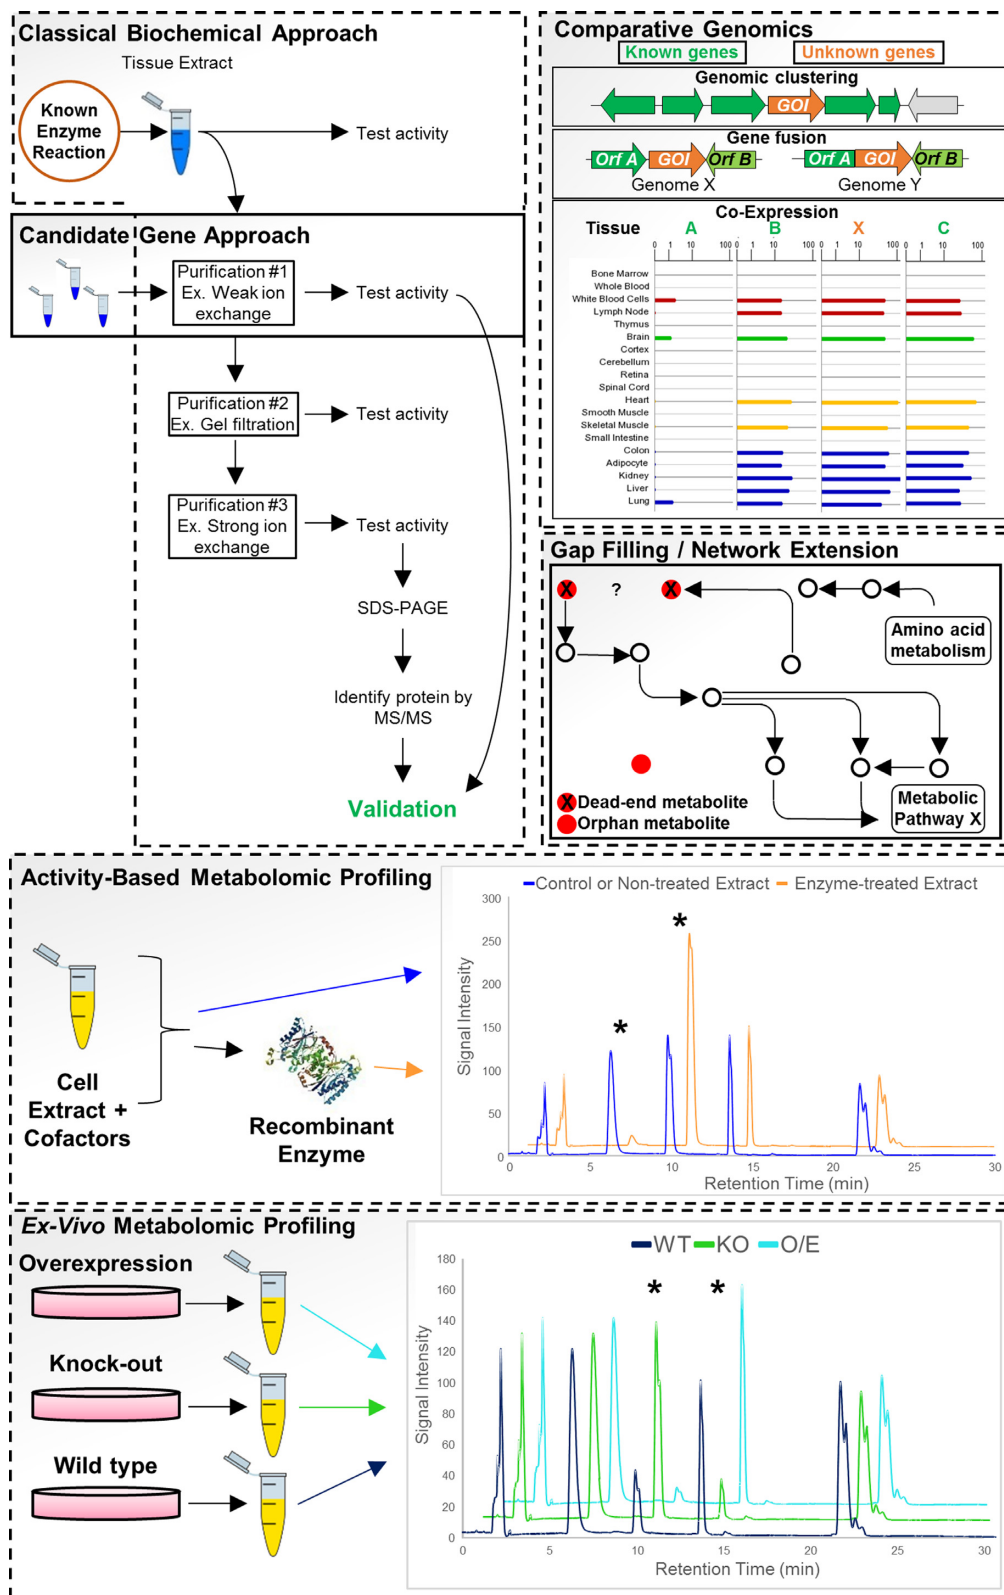 Classical Biochemical Approach
Tissue Extract
Known
Enzyme
Reaction
Test activity
Candidate Gene Approach
Purification #1
Ex. Weak ion
exchange
Test activity
Purification #2
Ex. Gel filtration
Test activity
Purification #3
Ex. Strong ion
exchange
Test activity
SDS-PAGE
Identify protein by
MS/MS
Validation
Comparative Genomics
Known genes
Unknown genes
Genomic clustering
GOI
Gene fusion
Orf A GOI Orf B
Orf A GOI Orf B
Genome X
Genome Y
Co-Expression
Tissue A B X C
0 1 10 100 0 1 10 100 0 1 10 100 0 1 10 100
Bone Marrow
Whole Blood
White Blood Cells
Lymph Node
Thymus
Brain
Cortex
Cerebellum
Retina
Spinal Cord
Heart
Smooth Muscle
Skeletal Muscle
Small Intestine
Colon
Adipocyte
Kidney
Liver
Lung
Gap Filling / Network Extension
X ? X
Amino acid
metabolism
X Dead-end metabolite
Orphan metabolite
Metabolic
Pathway X
Activity-Based Metabolomic Profiling
Cell
Extract +
Cofactors
Recombinant
Enzyme
Control or Non-treated Extract Enzyme-treated Extract
Signal Intensity
300
250
200
150
100
50
0
* *
0 5 10 15 20 25 30
Retention Time (min)
Ex-Vivo Metabolomic Profiling
Overexpression
Knock-out
Wild type
WT KO O/E
Signal Intensity
180
160
140
120
100
80
60
40
20
0
* *
0 5 10 15 20 25 30
Retention Time (min)